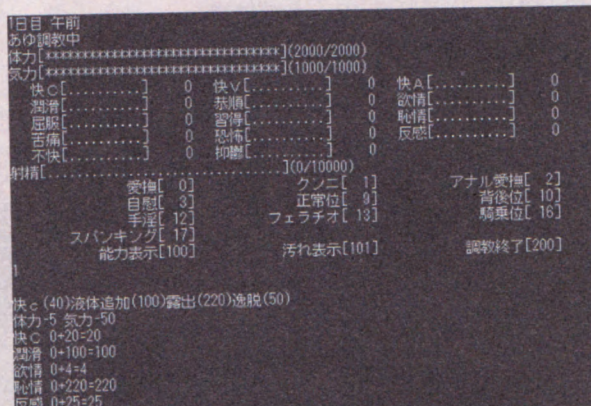 1日目 午前
あゆ調教中
体力[******************************](2000/2000)
気力[******************************](1000/1000)
快C[..........] 0 快V[..........] 0 快A[..........] 0
潤滑[..........] 0 恭順[..........] 0 欲情[..........] 0
屈服[..........] 0 習得[..........] 0 恥情[..........] 0
苦痛[..........] 0 恐怖[..........] 0 反感[..........] 0
不快[..........] 0 抑鬱[..........] 0
射精[..............................](0/10000)
愛撫[ 0] クンニ[ 1] アナル愛撫[ 2]
自慰[ 3] 正常位[ 9] 背後位[ 10]
手淫[ 12] フェラチオ[ 13] 騎乗位[ 16]
スパンキング[ 17]
能力表示[100] 汚れ表示[101] 調教終了[200]
1
快c(40)液体追加(100)露出(220)逸脱(50)
体力-5 気力-50
快C 0+20=20
潤滑 0+100=100
欲情 0+4=4
恥情 0+220=220
反感 0+25=25